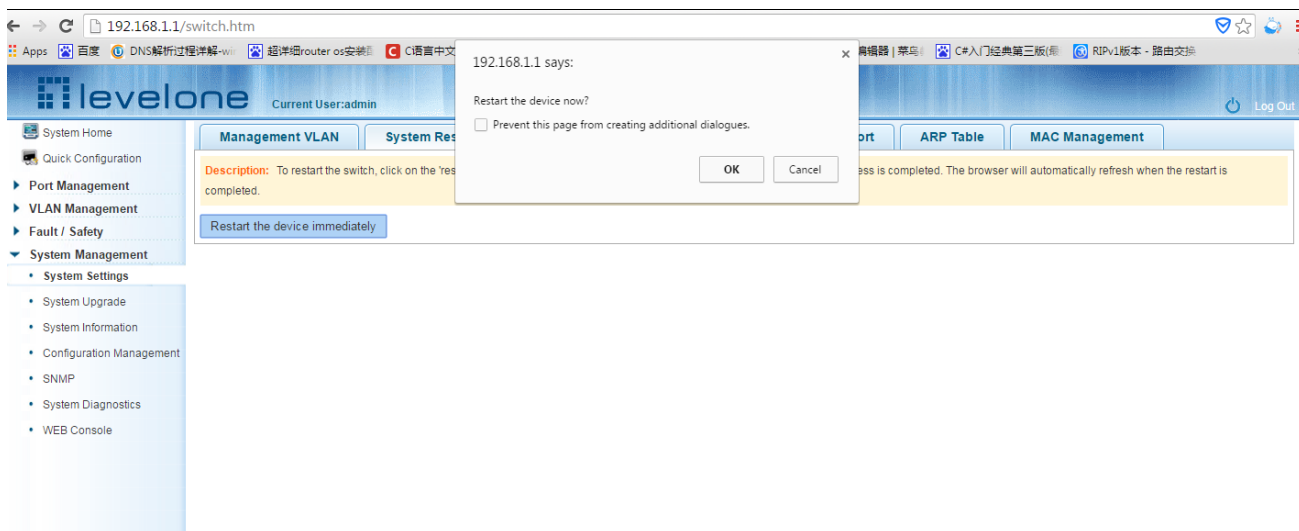 192.168.1.1/switch.htm
Apps 百度 DNS解析过程详解-wi 超详细router os安装 C语言中文 编辑器 | 菜鸟 C#入门经典第三版( RIPv1版本 - 路由交换
192.168.1.1 says:
Restart the device now?
Prevent this page from creating additional dialogues.
OK Cancel
levelone Current User:admin Log Out
System Home
Quick Configuration
Port Management
VLAN Management
Fault / Safety
System Management
System Settings
System Upgrade
System Information
Configuration Management
SNMP
System Diagnostics
WEB Console
Management VLAN System Res ort ARP Table MAC Management
Description: To restart the switch, click on the 'res ess is completed. The browser will automatically refresh when the restart is
completed.
Restart the device immediately